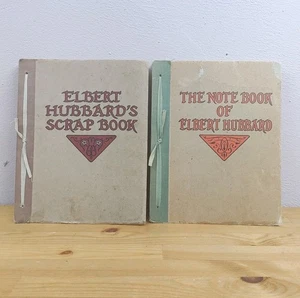 ELBERT
HUBBARD'S
SCRAP BOOK
THE NOTE BOOK
OF
ELBERT HUBBARD